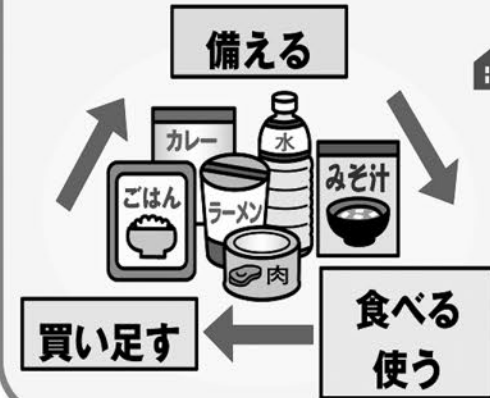 備える
カレー
水
ごはん
ラーメン
みそ汁
肉
食べる
使う
買い足す